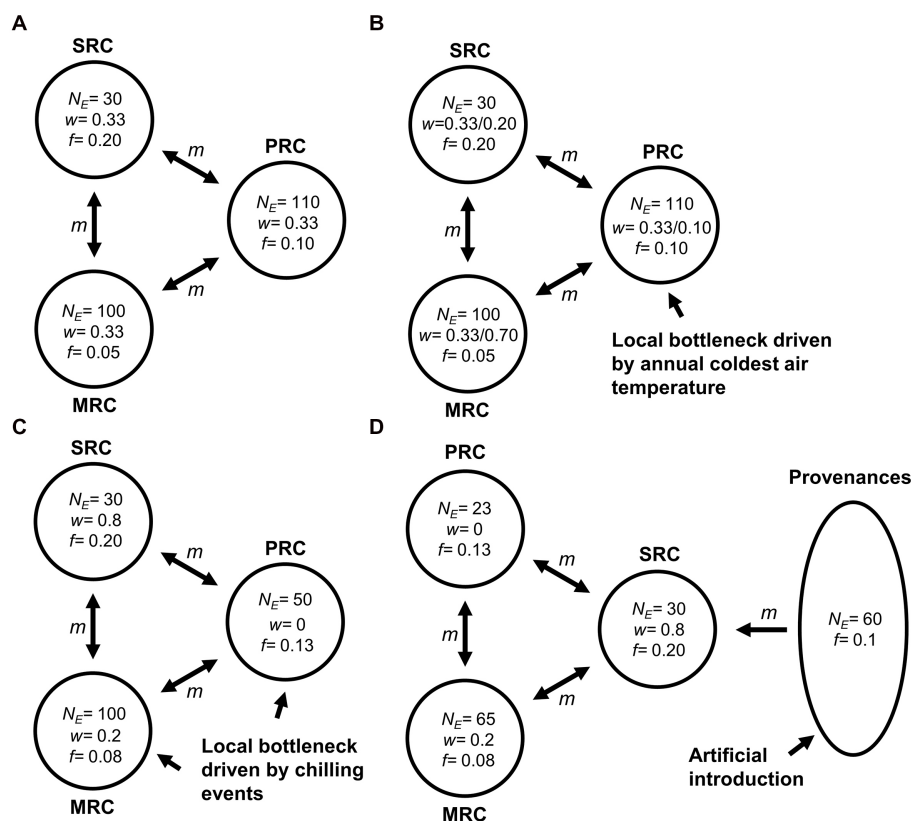 A
SRC
N_E= 30
w= 0.33
f= 0.20
m
PRC
N_E= 110
w= 0.33
f= 0.10
m
m
N_E= 100
w= 0.33
f= 0.05
MRC
B
SRC
N_E= 30
w=0.33/0.20
f= 0.20
m
PRC
N_E= 110
w= 0.33/0.10
f= 0.10
m
m
N_E= 100
w= 0.33/0.70
f= 0.05
MRC
Local bottleneck driven
by annual coldest air
temperature
C
SRC
N_E= 30
w= 0.8
f= 0.20
m
PRC
N_E= 50
w= 0
f= 0.13
m
m
N_E= 100
w= 0.2
f= 0.08
MRC
Local bottleneck
driven by chilling
events
D
PRC
N_E= 23
w= 0
f= 0.13
m
SRC
N_E= 30
w= 0.8
f= 0.20
m
m
N_E= 65
w= 0.2
f= 0.08
MRC
Provenances
m
N_E= 60
f= 0.1
Artificial
introduction